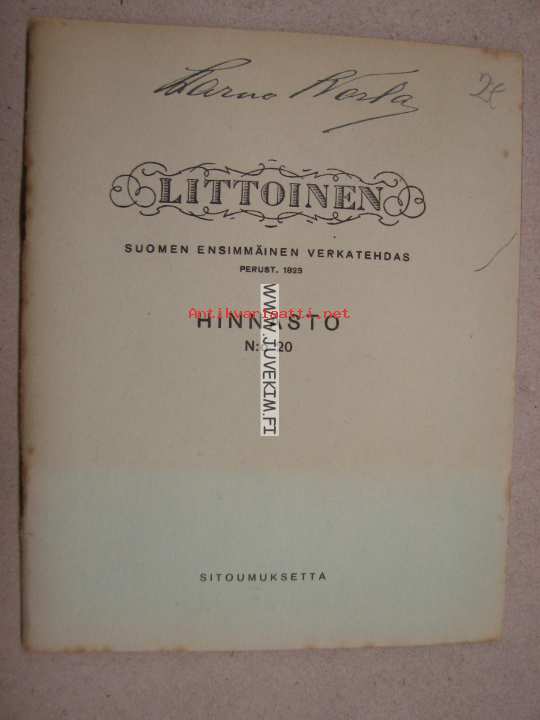 LITTOINEN
SUOMEN ENSIMMÄINEN VERKATEHDAS
PERUST. 1823
Antikvariaatti.net
HINNASTO
WWW.JUVEKIM.FI
SITOUMUKSETTA